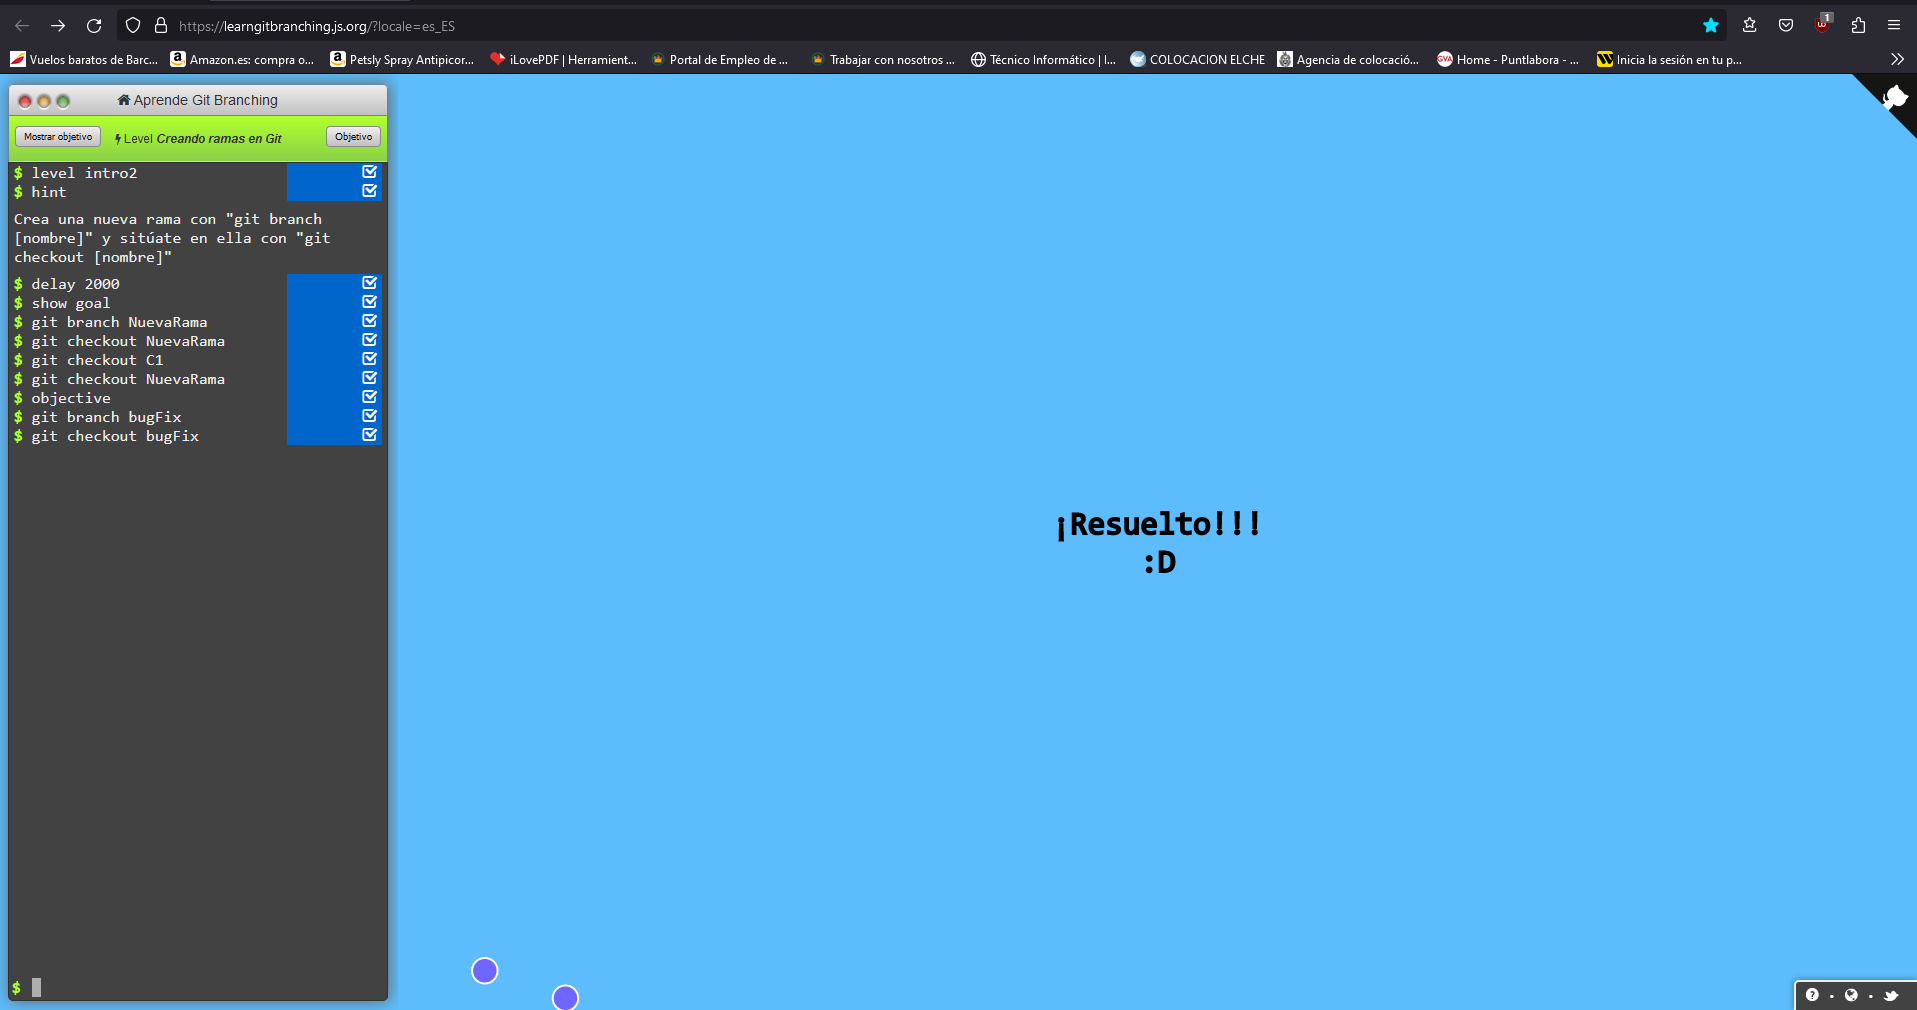 https://learngitbranching.js.org/?locale=es_ES
1
Vuelos baratos de Barc...
Amazon.es: compra o...
Petsly Spray Antipicor...
iLovePDF | Herramient...
Portal de Empleo de ...
Trabajar con nosotros ...
Técnico Informático | I...
COLOCACION ELCHE
Agencia de colocació...
GVA
Home - Puntlabora - ...
Inicia la sesión en tu p...
Aprende Git Branching
Mostrar objetivo
Level Creando ramas en Git
Objetivo
$ level intro2
$ hint
Crea una nueva rama con "git branch
[nombre]" y sitúate en ella con "git
checkout [nombre]"
$ delay 2000
$ show goal
$ git branch NuevaRama
$ git checkout NuevaRama
$ git checkout C1
$ git checkout NuevaRama
$ objective
$ git branch bugFix
$ git checkout bugFix
$
¡Resuelto!!!
:D